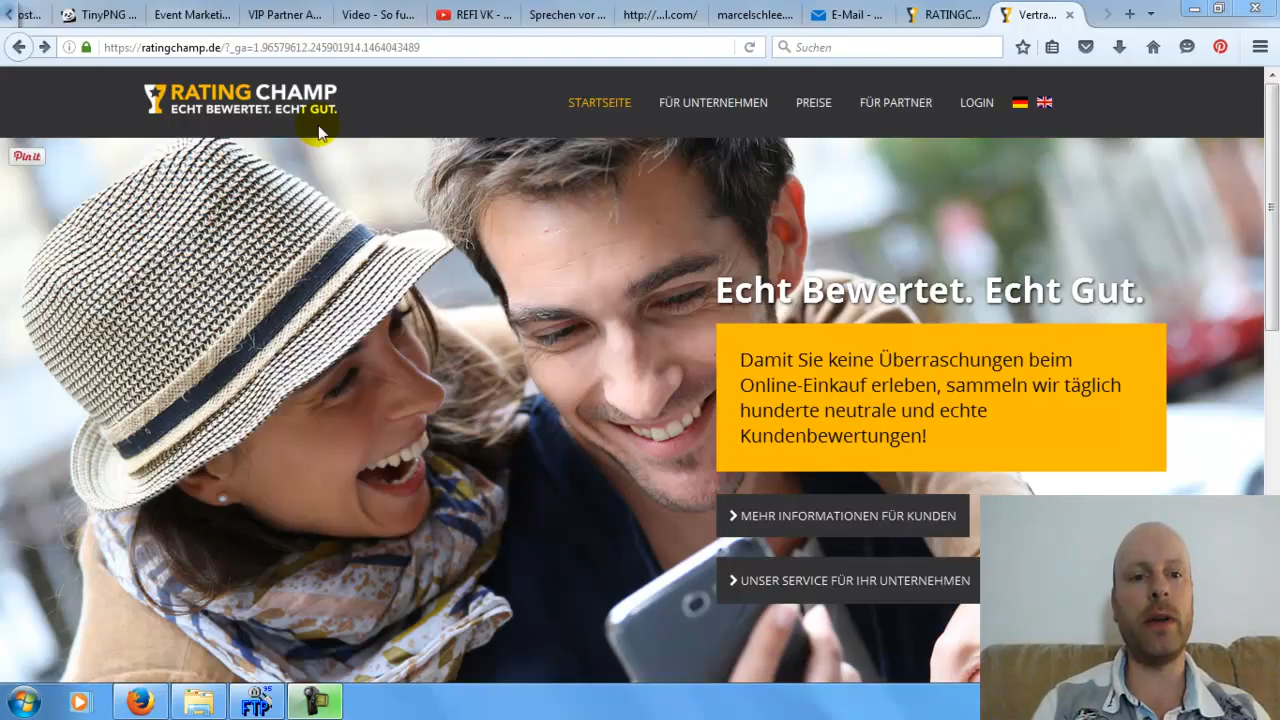 ost...
TinyPNG ...
Event Marketi...
VIP Partner A...
Video - So fu...
REFI VK - ...
Sprechen vor ...
http:/...l.com/
marcelschlee....
E-Mail - ...
RATINGC...
Vertra...
https://ratingchamp.de/?_ga=1.96579612.245901914.1464043489
Suchen
RATING CHAMP
ECHT BEWERTET. ECHT GUT.
STARTSEITE
FÜR UNTERNEHMEN
PREISE
FÜR PARTNER
LOGIN
Pin it
Echt Bewertet. Echt Gut.
Damit Sie keine Überraschungen beim
Online-Einkauf erleben, sammeln wir täglich
hunderte neutrale und echte
Kundenbewertungen!
MEHR INFORMATIONEN FÜR KUNDEN
UNSER SERVICE FÜR IHR UNTERNEHMEN
95
FTP